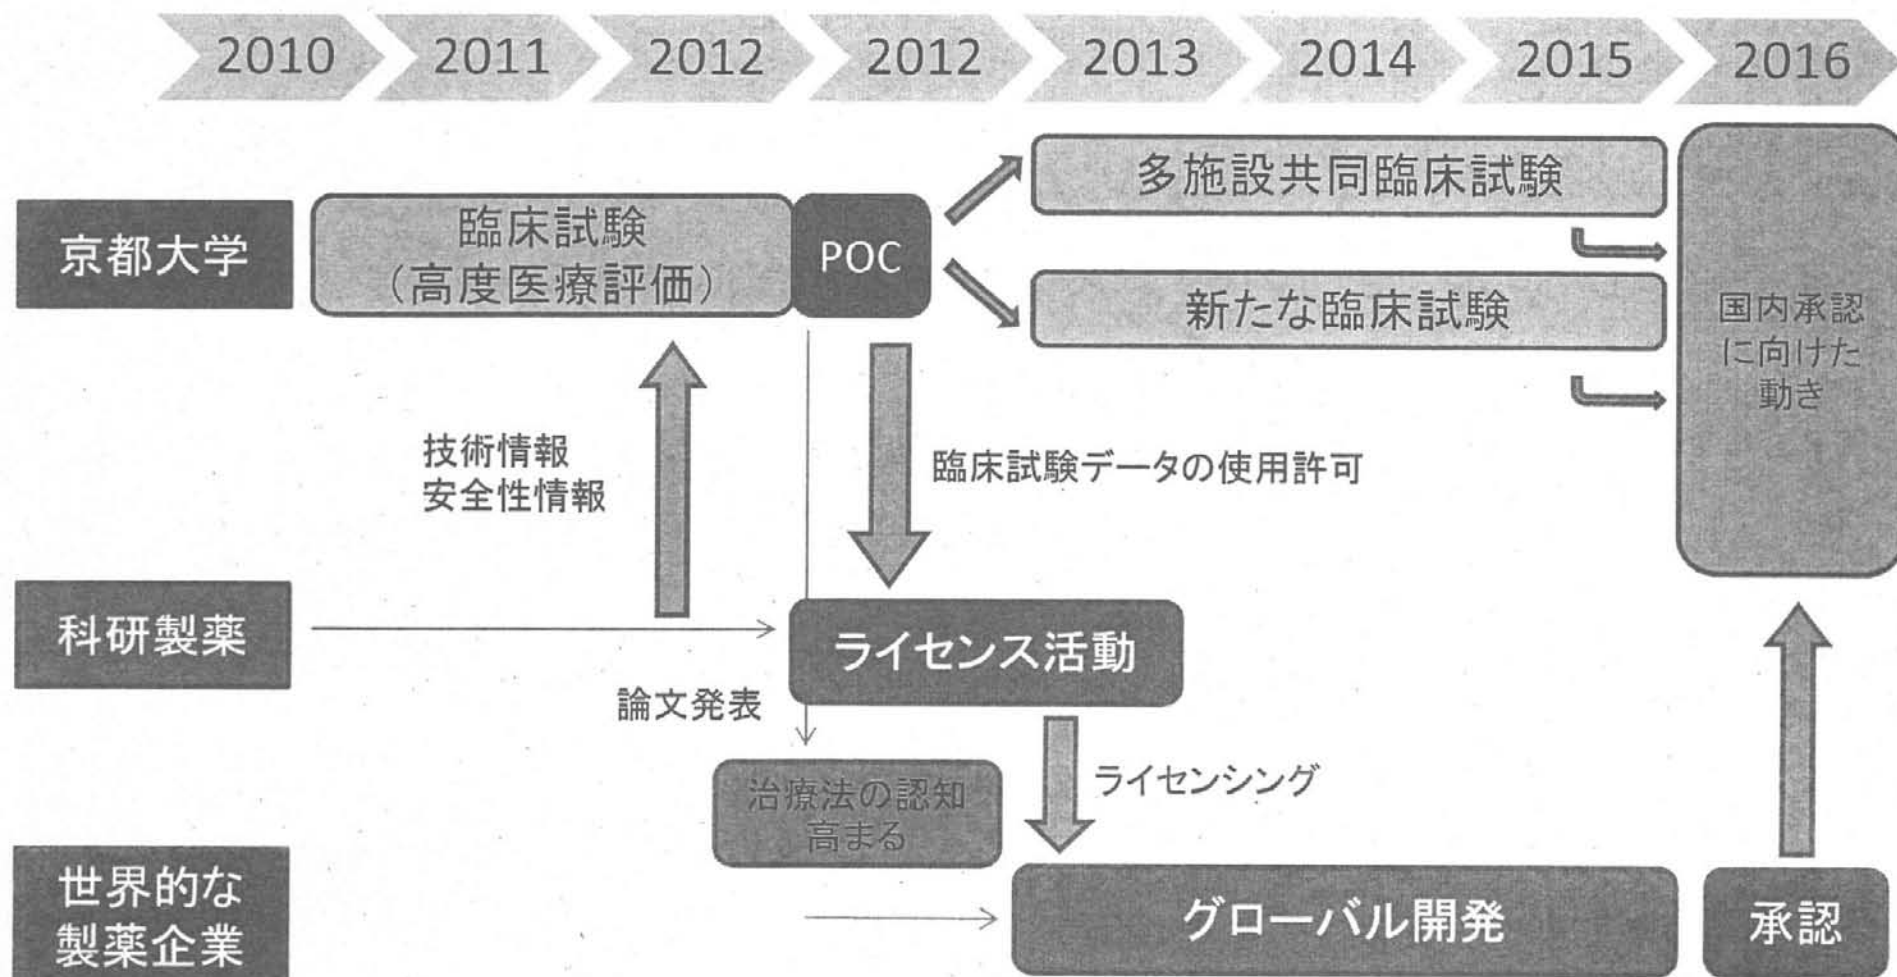 2010 2011 2012 2012 2013 2014 2015 2016
京都大学
臨床試験
（高度医療評価）
POC
多施設共同臨床試験
新たな臨床試験
国内承認
に向けた
動き
技術情報
安全性情報
臨床試験データの使用許可
科研製薬
ライセンス活動
論文発表
治療法の認知
高まる
ライセンシング
世界的な
製薬企業
グローバル開発
承認